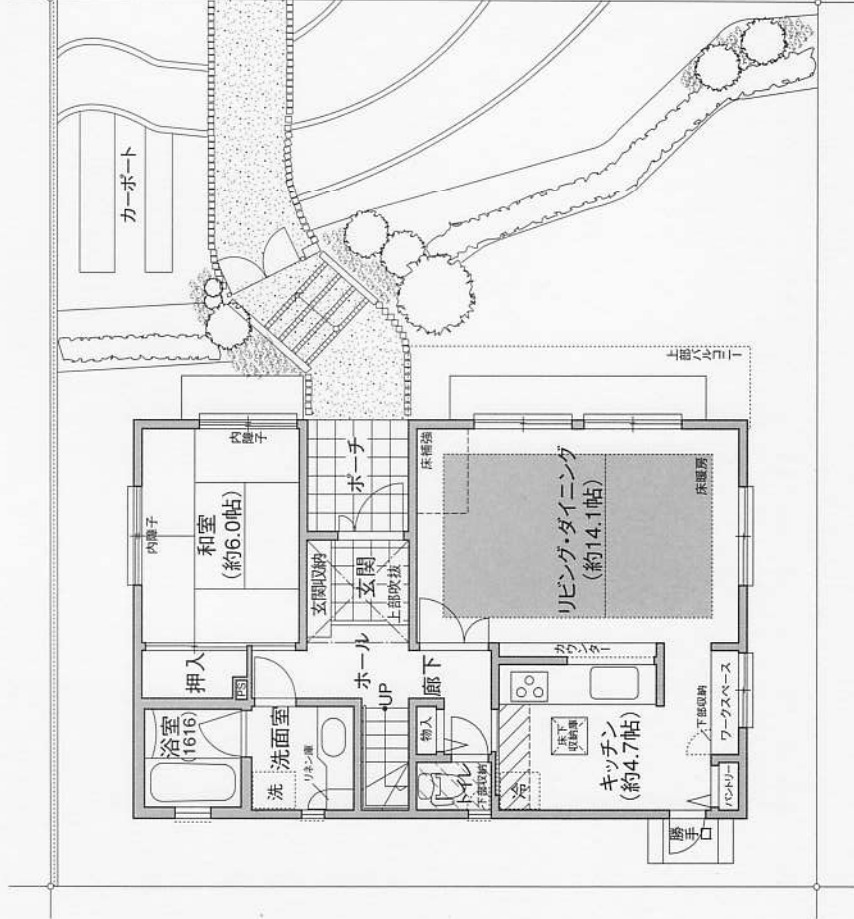 カーポート
上部
バルコニー
内障子
内障子
和室
(約6.0帖)
ポーチ
床補強
リビング・ダイニング
(約14.1帖)
床暖房
玄関収納
玄関
上部吹抜
押入
PS
ホール
廊下
カウンター
UP
浴室
(1616)
洗面室
洗
リネン庫
物入
トイレ
下部収納
冷
床下
収納庫
キッチン
(約4.7帖)
下部収納
ワークスペース
パントリー
勝手口